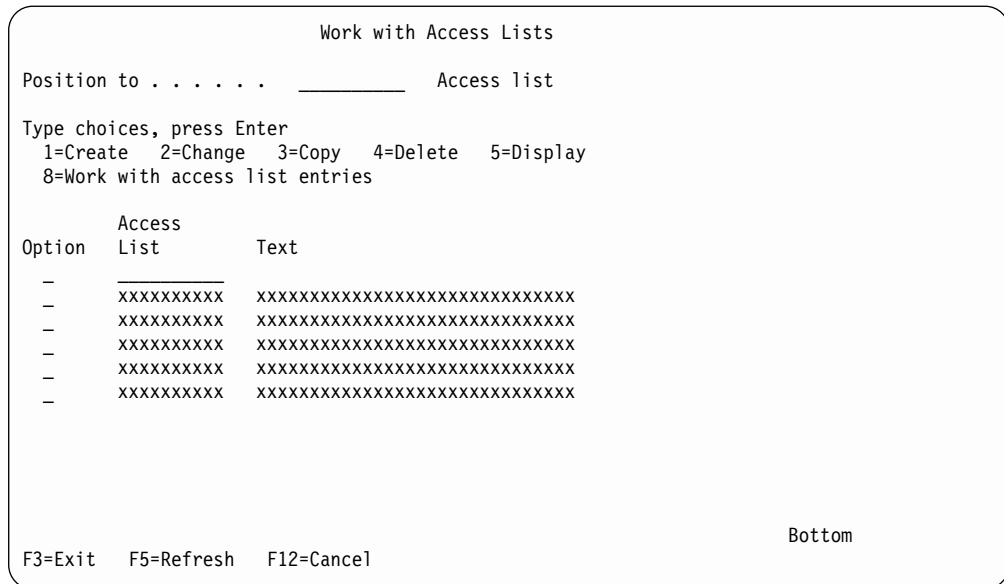 Work with Access Lists
Position to . . . . . . __________ Access list
Type choices, press Enter
1=Create 2=Change 3=Copy 4=Delete 5=Display
8=Work with access list entries
Access
Option List Text
_ __________
_ xxxxxxxxxx xxxxxxxxxxxxxxxxxxxxxxxxxxxxxx
_ xxxxxxxxxx xxxxxxxxxxxxxxxxxxxxxxxxxxxxxx
_ xxxxxxxxxx xxxxxxxxxxxxxxxxxxxxxxxxxxxxxx
_ xxxxxxxxxx xxxxxxxxxxxxxxxxxxxxxxxxxxxxxx
_ xxxxxxxxxx xxxxxxxxxxxxxxxxxxxxxxxxxxxxxx
Bottom
F3=Exit F5=Refresh F12=Cancel